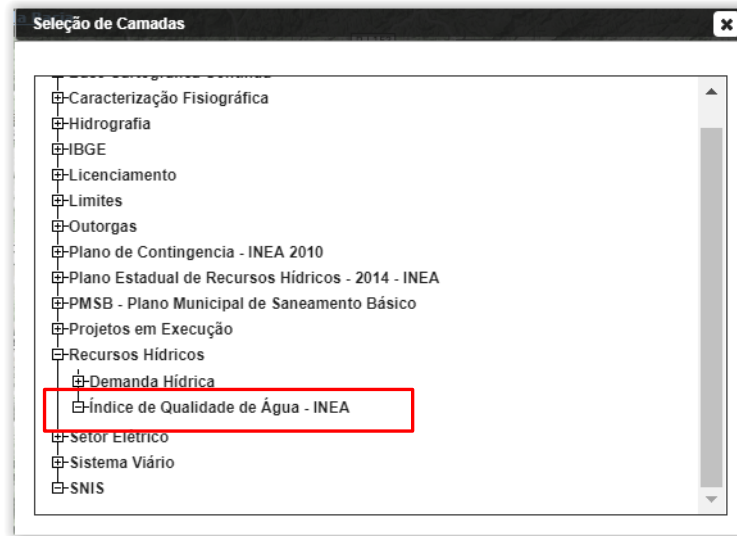 Seleção de Camadas
Caracterização Fisiográfica
Hidrografia
IBGE
Licenciamento
Limites
Outorgas
Plano de Contingencia - INEA 2010
Plano Estadual de Recursos Hídricos - 2014 - INEA
PMSB - Plano Municipal de Saneamento Básico
Projetos em Execução
Recursos Hídricos
Demanda Hídrica
Índice de Qualidade de Água - INEA
Setor Elétrico
Sistema Viário
SNIS